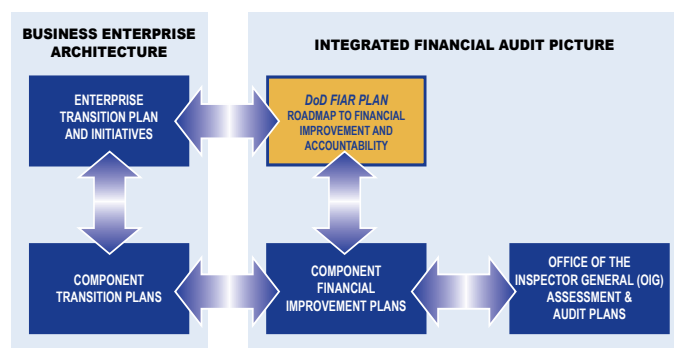 BUSINESS ENTERPRISE
ARCHITECTURE
INTEGRATED FINANCIAL AUDIT PICTURE
ENTERPRISE
TRANSITION PLAN
AND INITIATIVES
DoD FIAR PLAN
ROADMAP TO FINANCIAL
IMPROVEMENT AND
ACCOUNTABILITY
COMPONENT
TRANSITION PLANS
COMPONENT
FINANCIAL
IMPROVEMENT PLANS
OFFICE OF THE
INSPECTOR GENERAL (OIG)
ASSESSMENT &
AUDIT PLANS